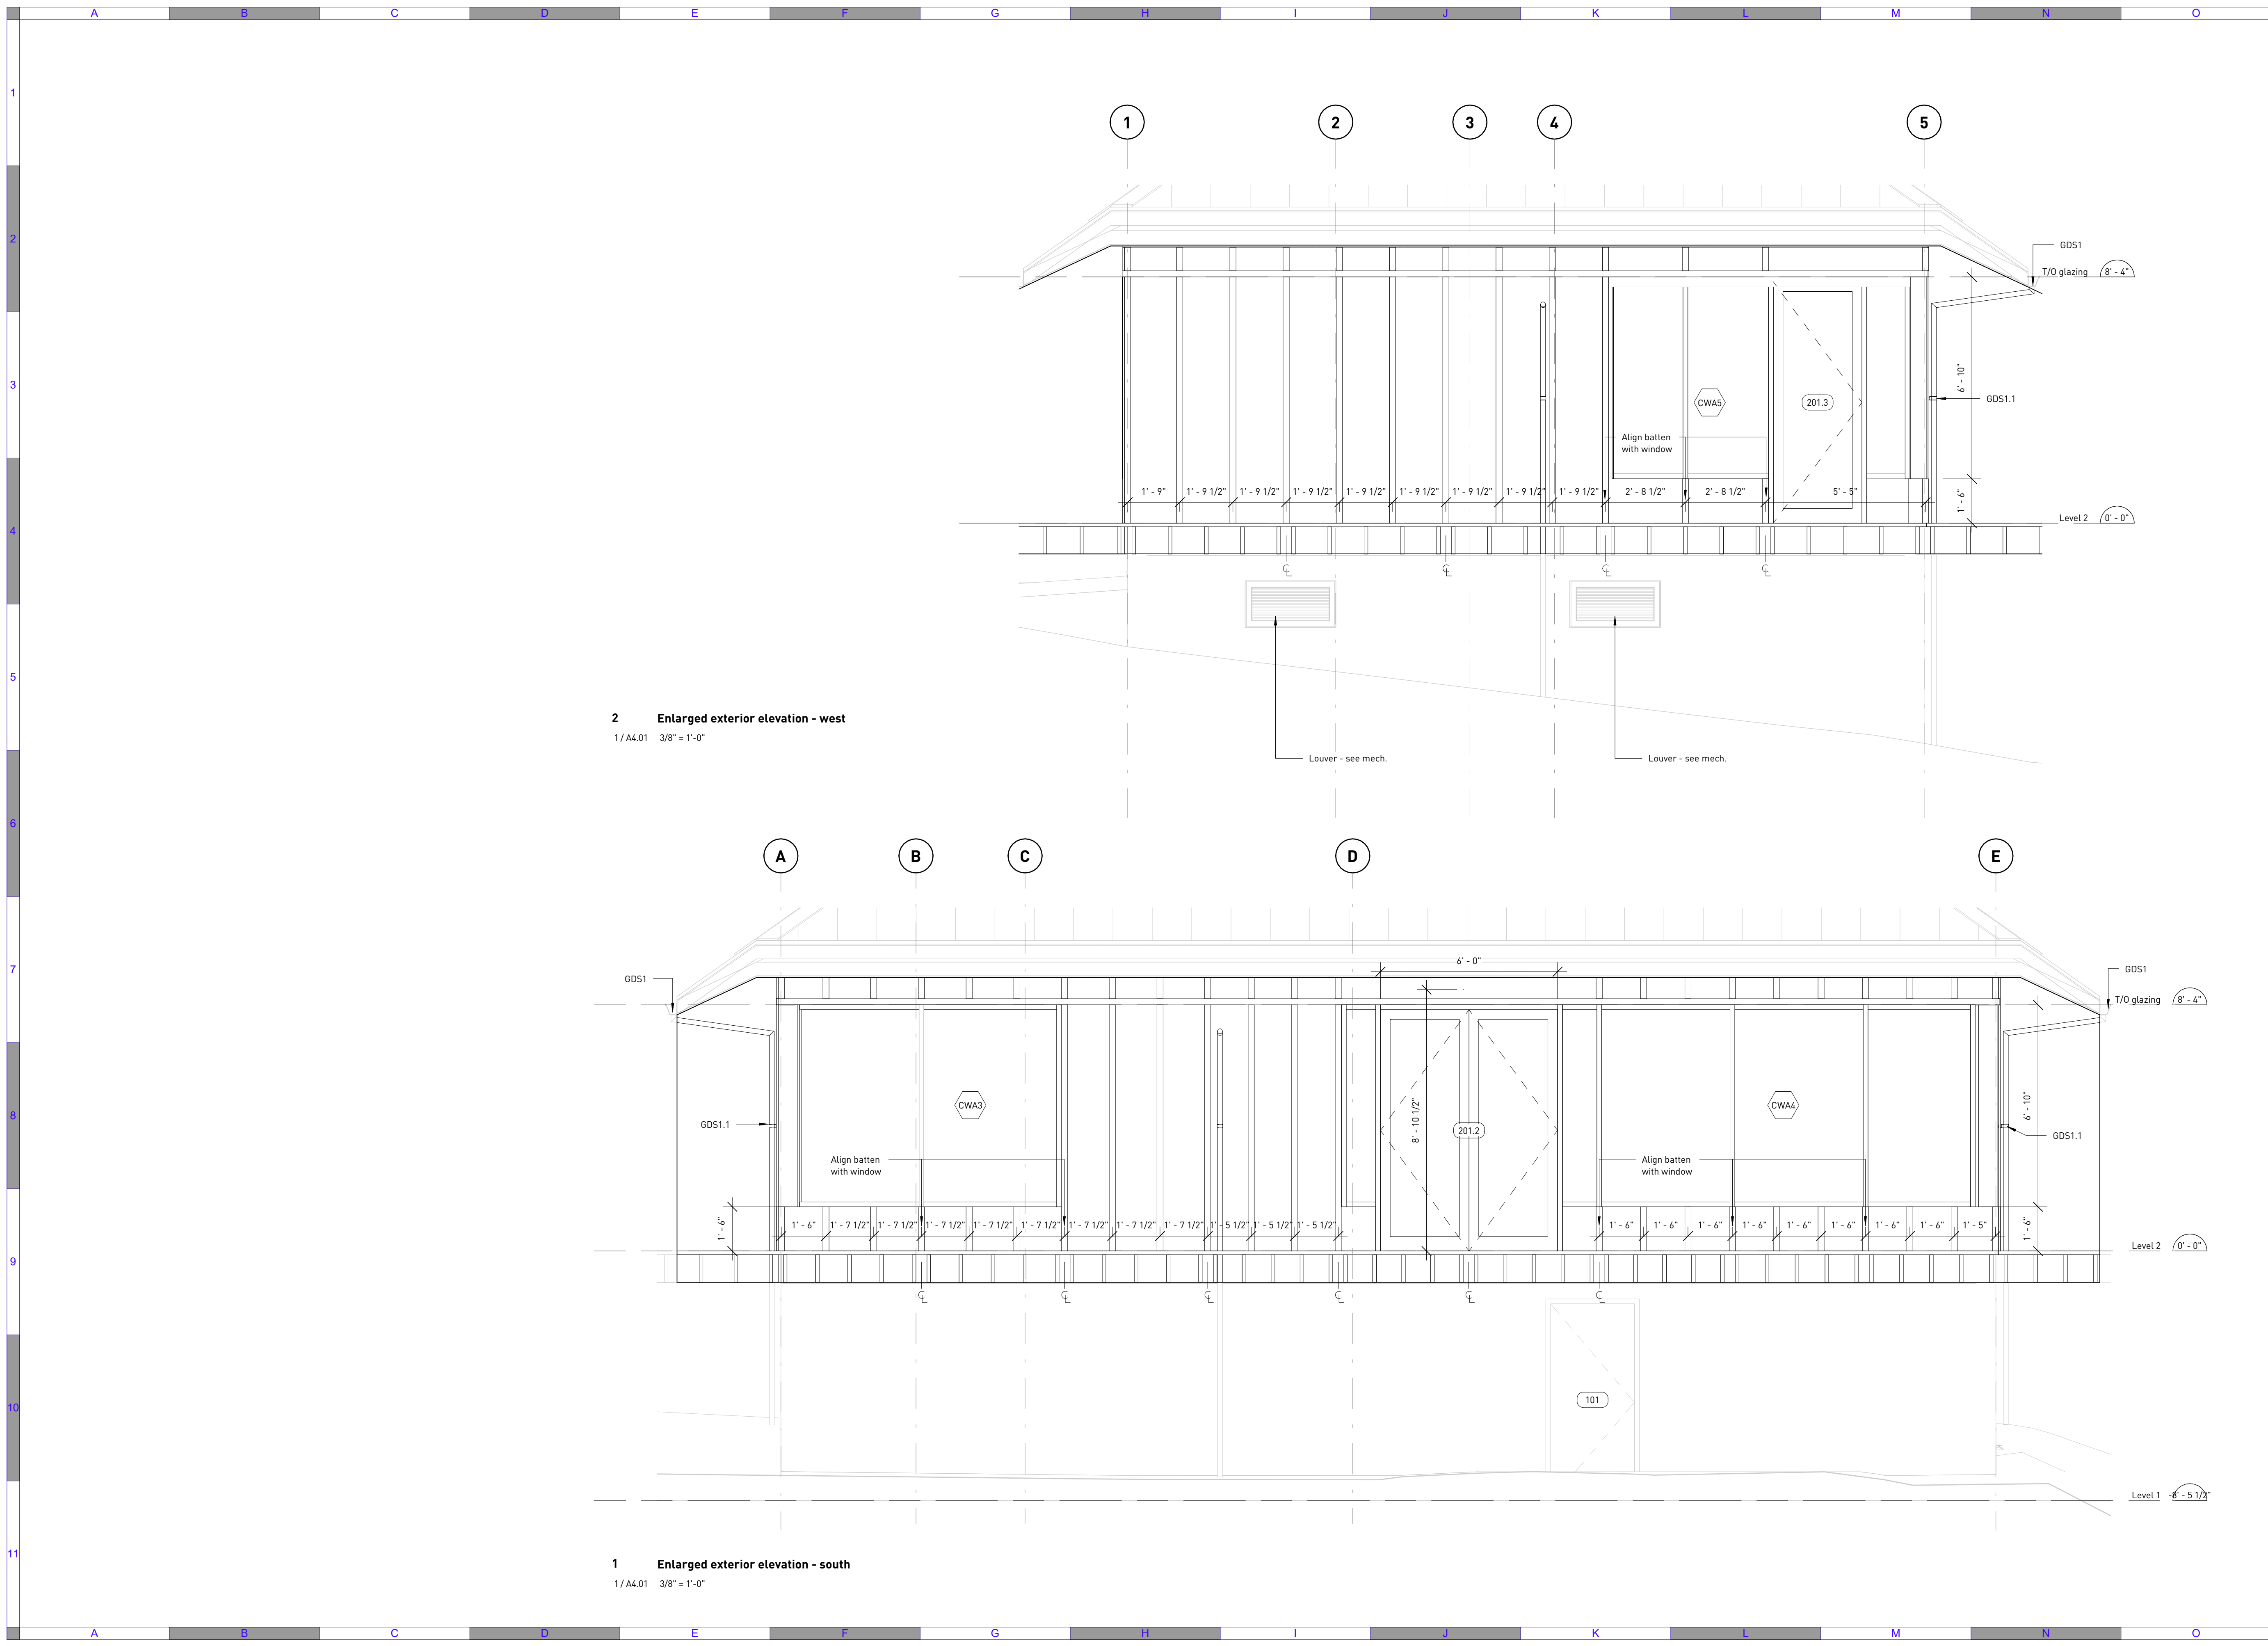 A B C D E F G H I J K L M N O
1
2
3
4
5
6
7
8
9
10
11
1 2 3 4 5
GDS1
T/O glazing 8' - 4"
6' - 10"
CWA5
201.3
GDS1.1
Align batten
with window
1' - 9" 1' - 9 1/2" 1' - 9 1/2" 1' - 9 1/2" 1' - 9 1/2" 1' - 9 1/2" 1' - 9 1/2" 1' - 9 1/2" 1' - 9 1/2" 2' - 8 1/2" 2' - 8 1/2" 5' - 5"
1' - 6"
Level 2 0' - 0"
℄ ℄ ℄ ℄
2 Enlarged exterior elevation - west
1 / A4.01 3/8" = 1'-0"
Louver - see mech. Louver - see mech.
A B C D E
6' - 0"
GDS1 GDS1
T/O glazing 8' - 4"
CWA3 CWA4
6' - 10"
8' - 10 1/2"
GDS1.1 201.2 GDS1.1
Align batten Align batten
with window with window
1' - 6"
1' - 6" 1' - 7 1/2" 1' - 7 1/2" 1' - 7 1/2" 1' - 7 1/2" 1' - 7 1/2" 1' - 7 1/2" 1' - 7 1/2" 1' - 7 1/2" 1' - 5 1/2" 1' - 5 1/2" 1' - 5 1/2" 1' - 6" 1' - 6" 1' - 6" 1' - 6" 1' - 6" 1' - 6" 1' - 6" 1' - 6" 1' - 5"
1' - 6"
Level 2 0' - 0"
℄ ℄ ℄ ℄ ℄ ℄
101
Level 1 -8' - 5 1/2"
1 Enlarged exterior elevation - south
1 / A4.01 3/8" = 1'-0"
A B C D E F G H I J K L M N O